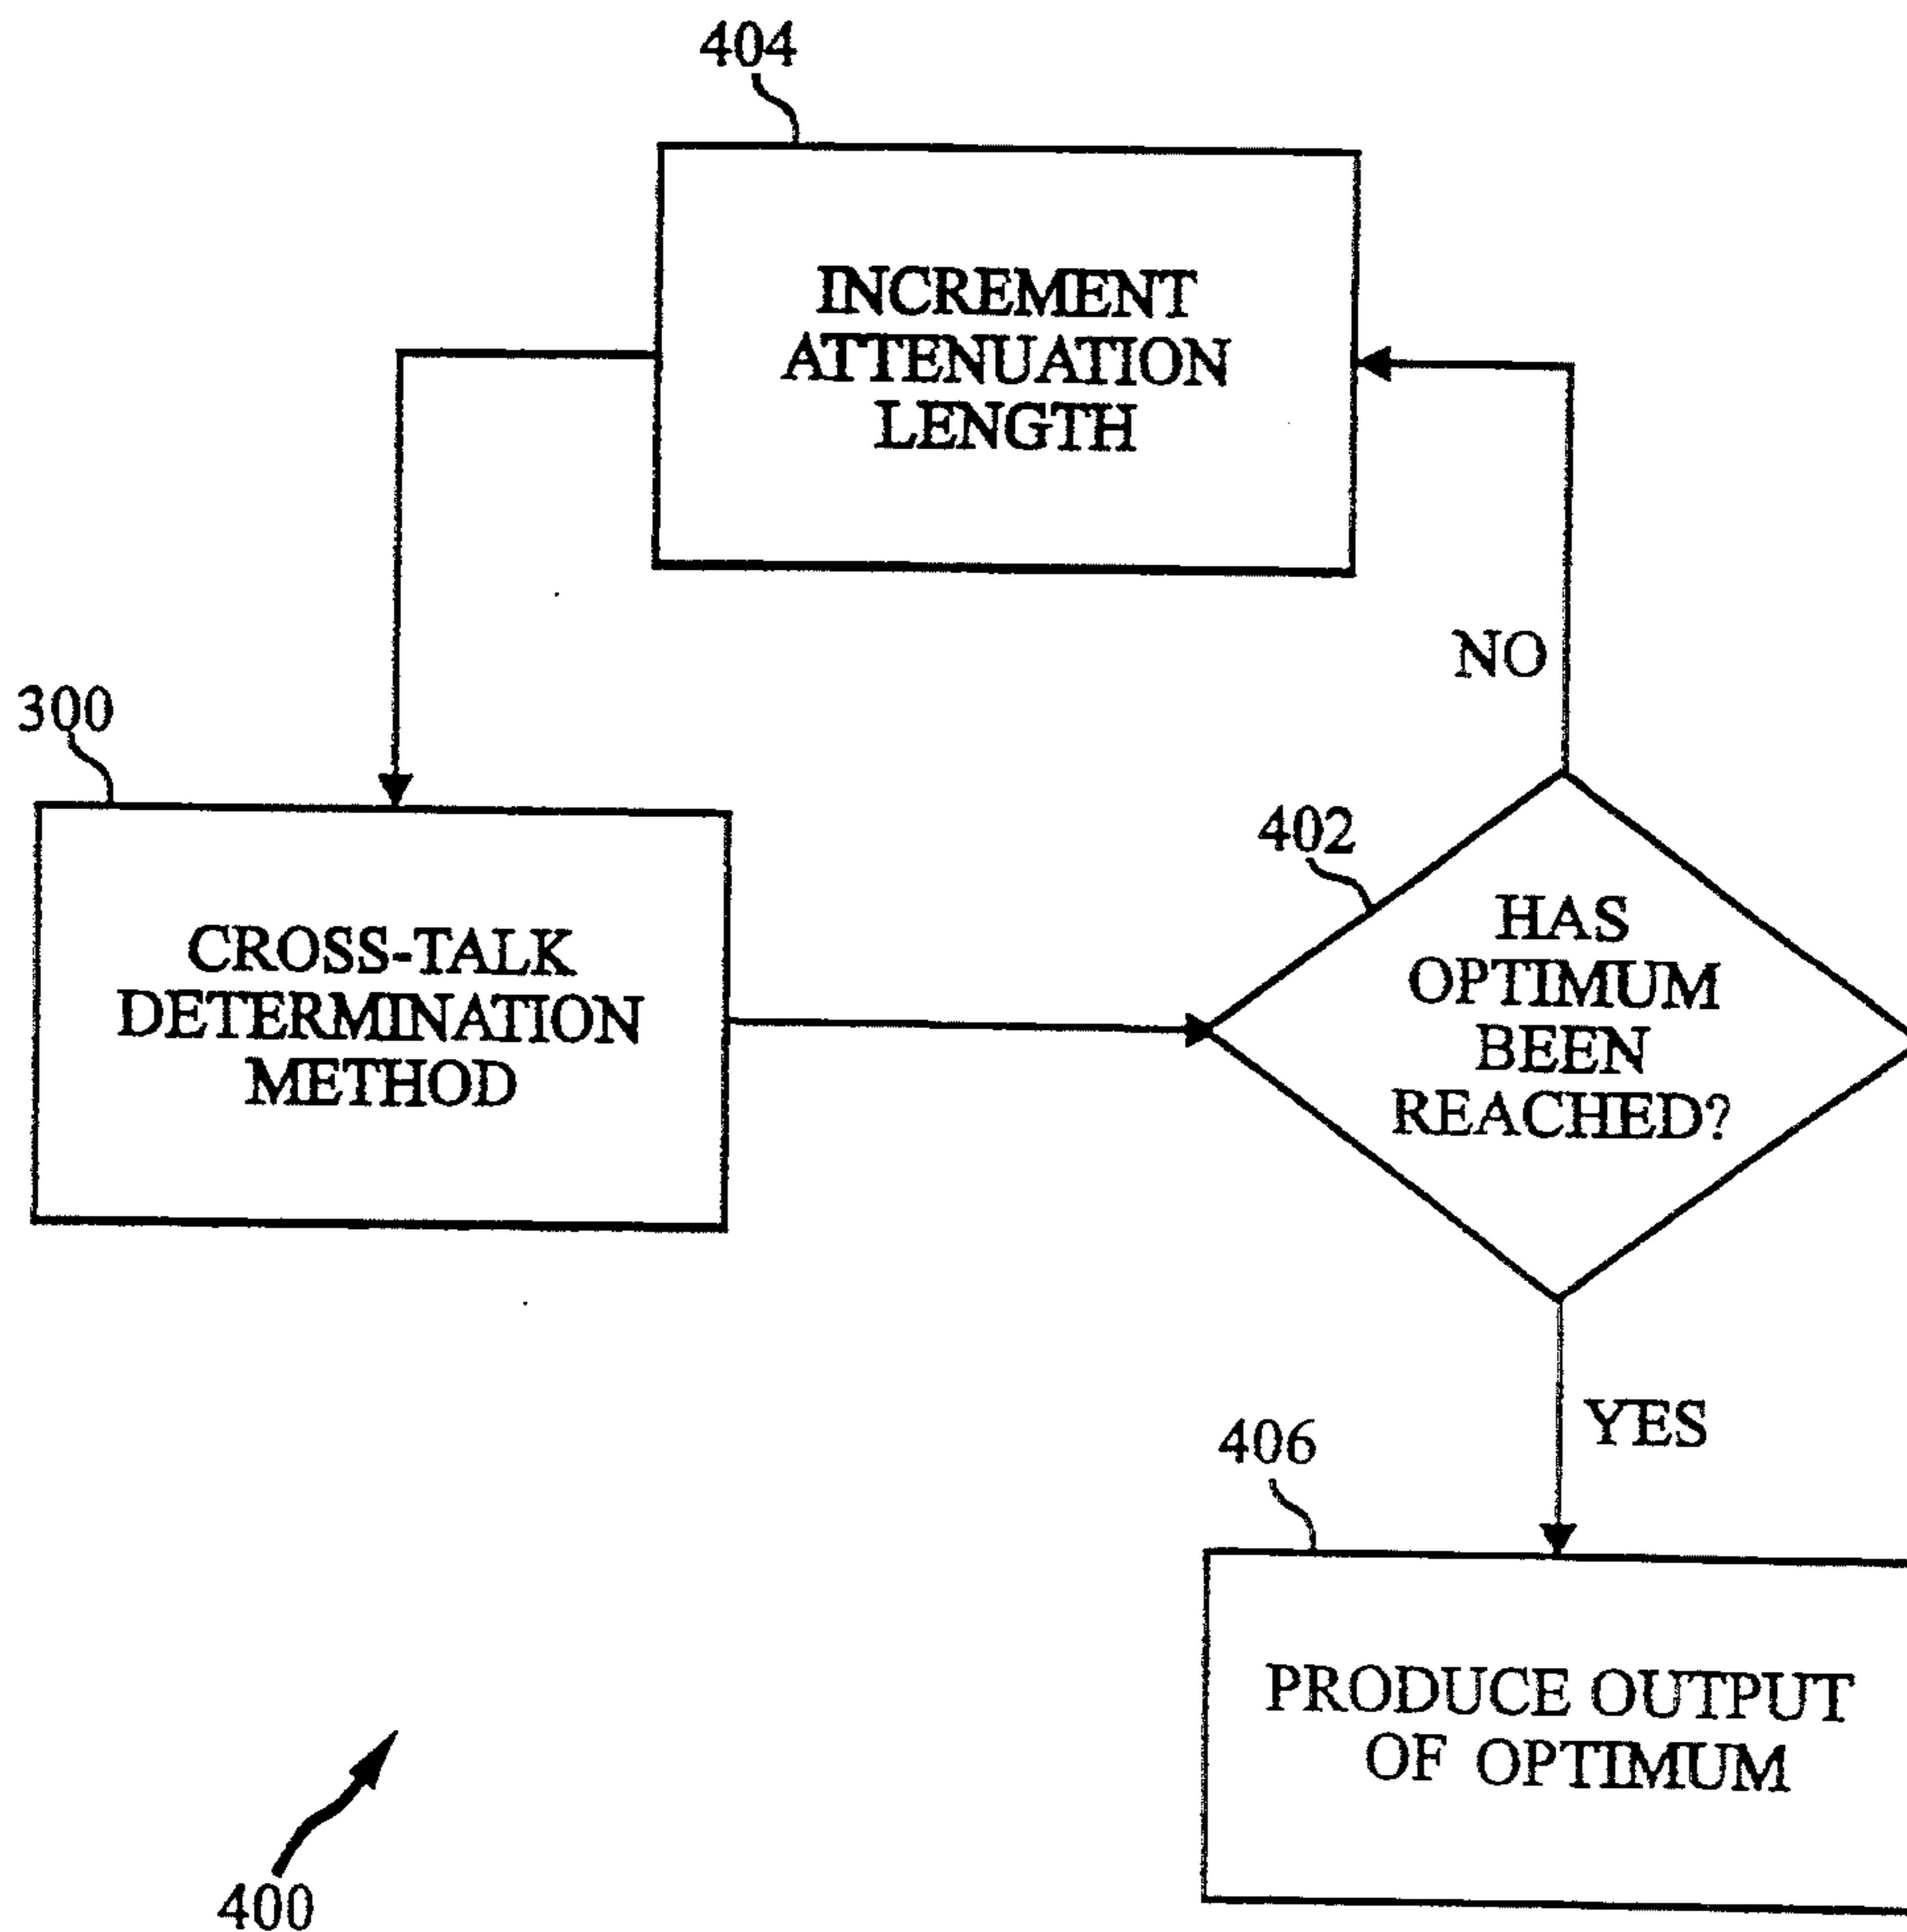 404
INCREMENT
ATTENUATION
LENGTH
NO
300
CROSS-TALK
DETERMINATION
METHOD
402
HAS
OPTIMUM
BEEN
REACHED?
YES
406
PRODUCE OUTPUT
OF OPTIMUM
400